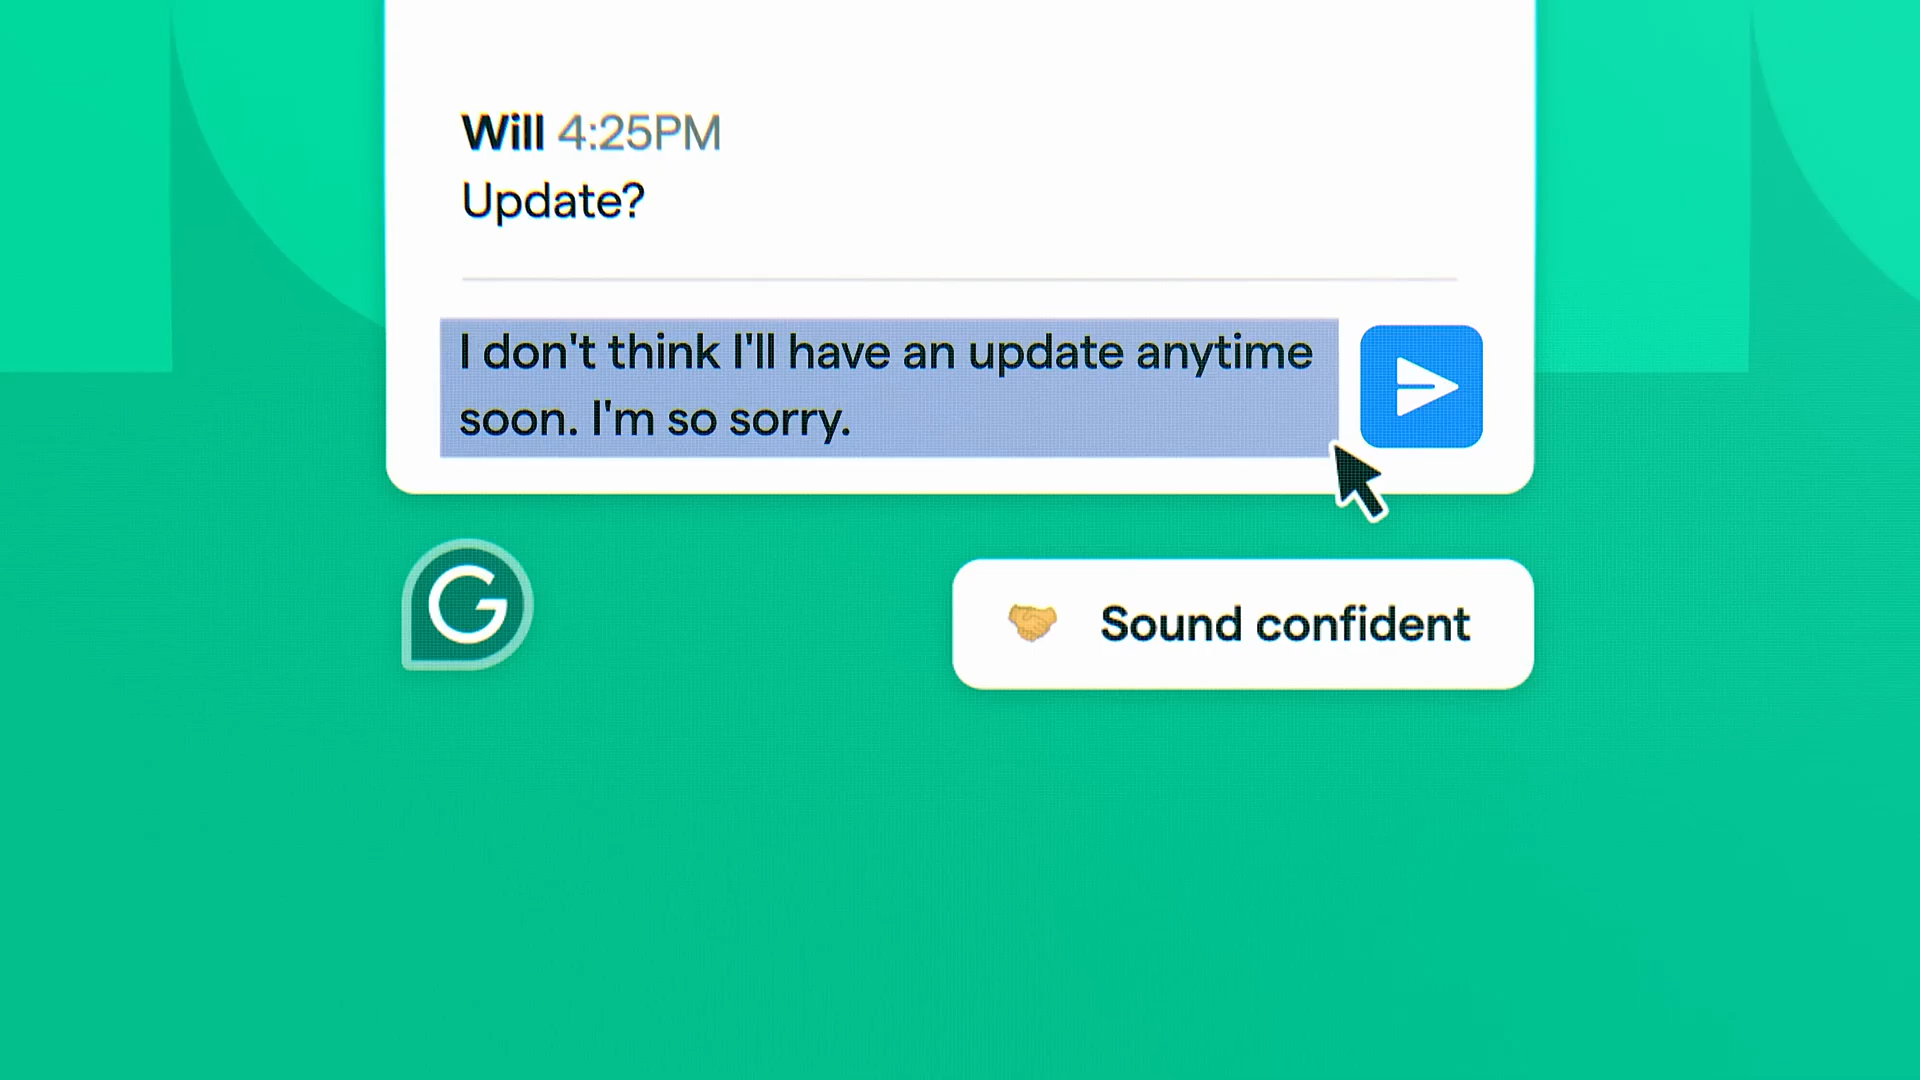 Will 4:25PM
Update?
I don't think I'll have an update anytime
soon. I'm so sorry.
G
Sound confident